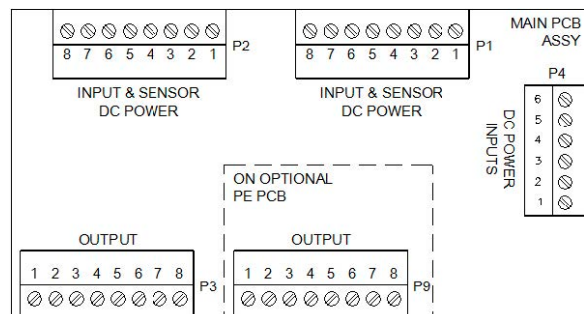 8 7 6 5 4 3 2 1 P2
INPUT & SENSOR
DC POWER
8 7 6 5 4 3 2 1 P1
INPUT & SENSOR
DC POWER
MAIN PCB
ASSY
P4
6
5
4
3
2
1
DC POWER
INPUTS
ON OPTIONAL
PE PCB
OUTPUT
1 2 3 4 5 6 7 8 P3
OUTPUT
1 2 3 4 5 6 7 8 P9